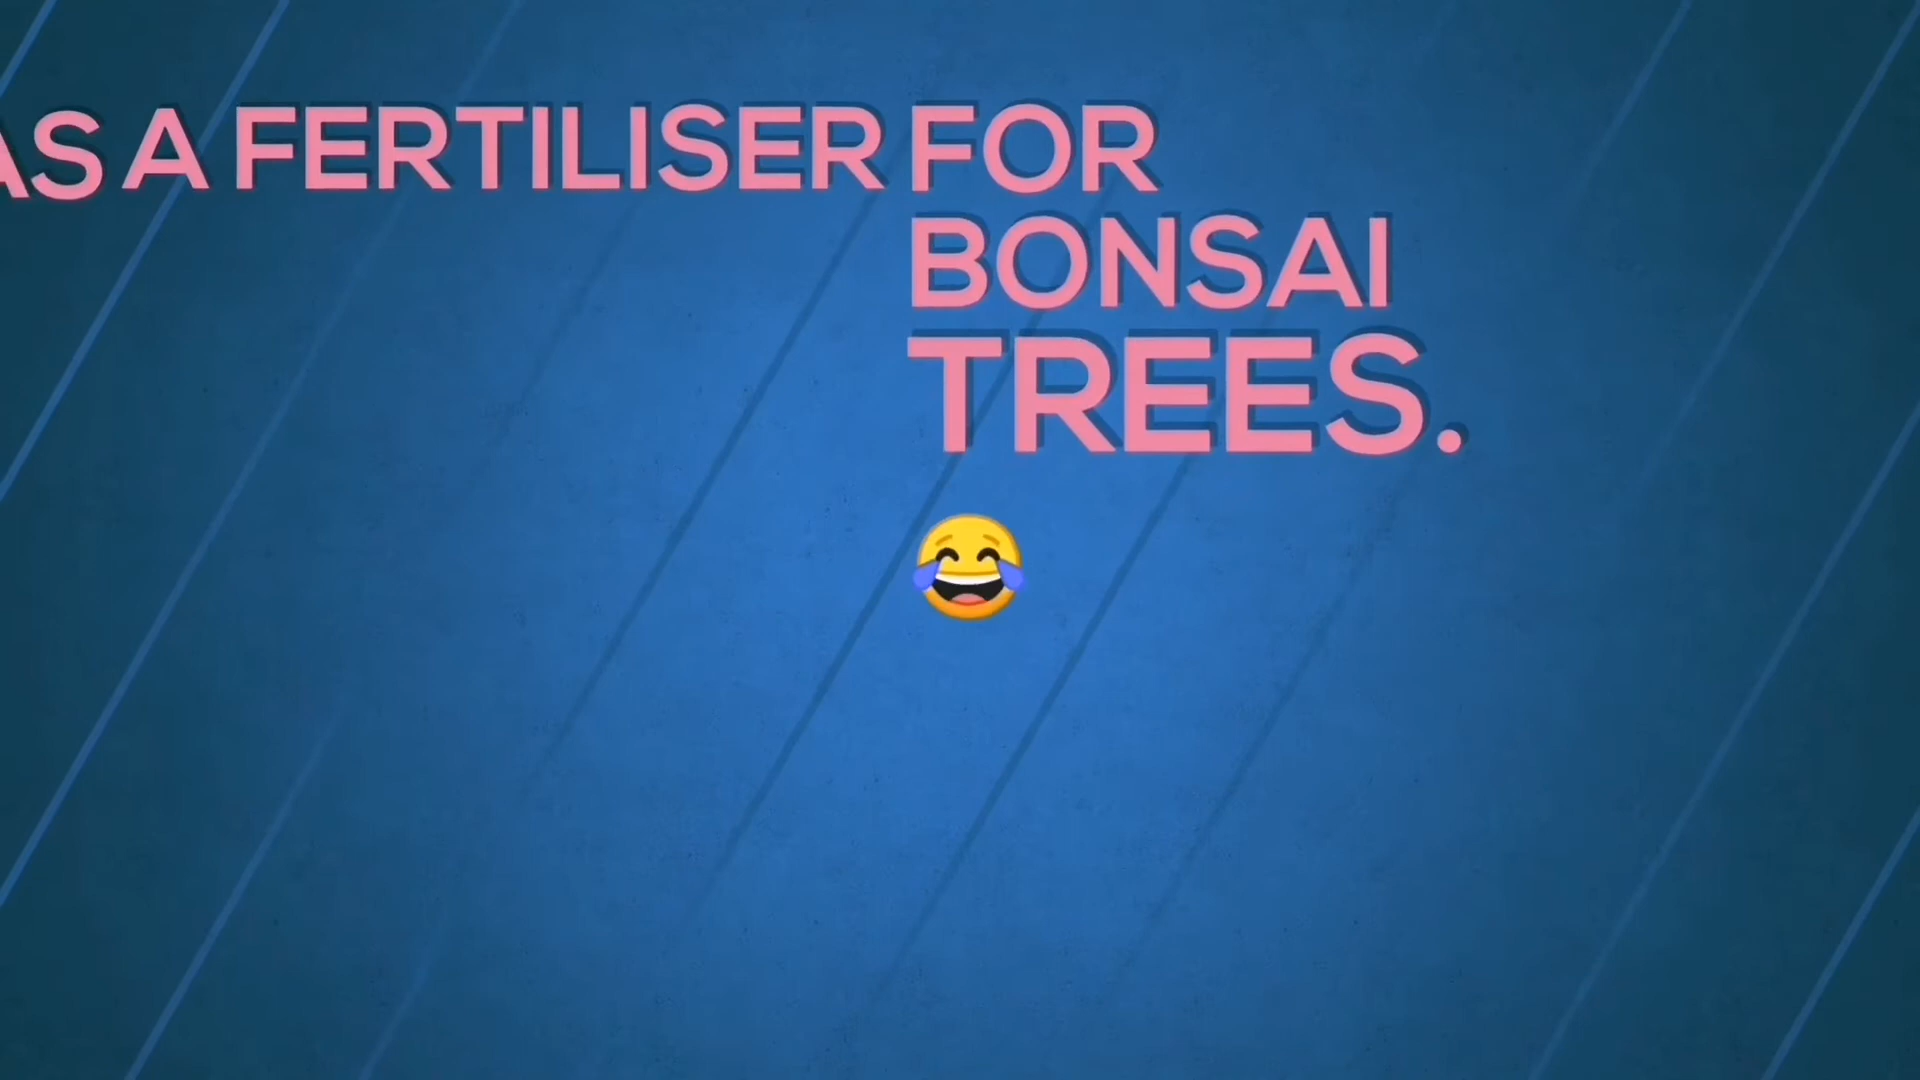 AS A FERTILISER FOR
BONSAI
TREES.
😂